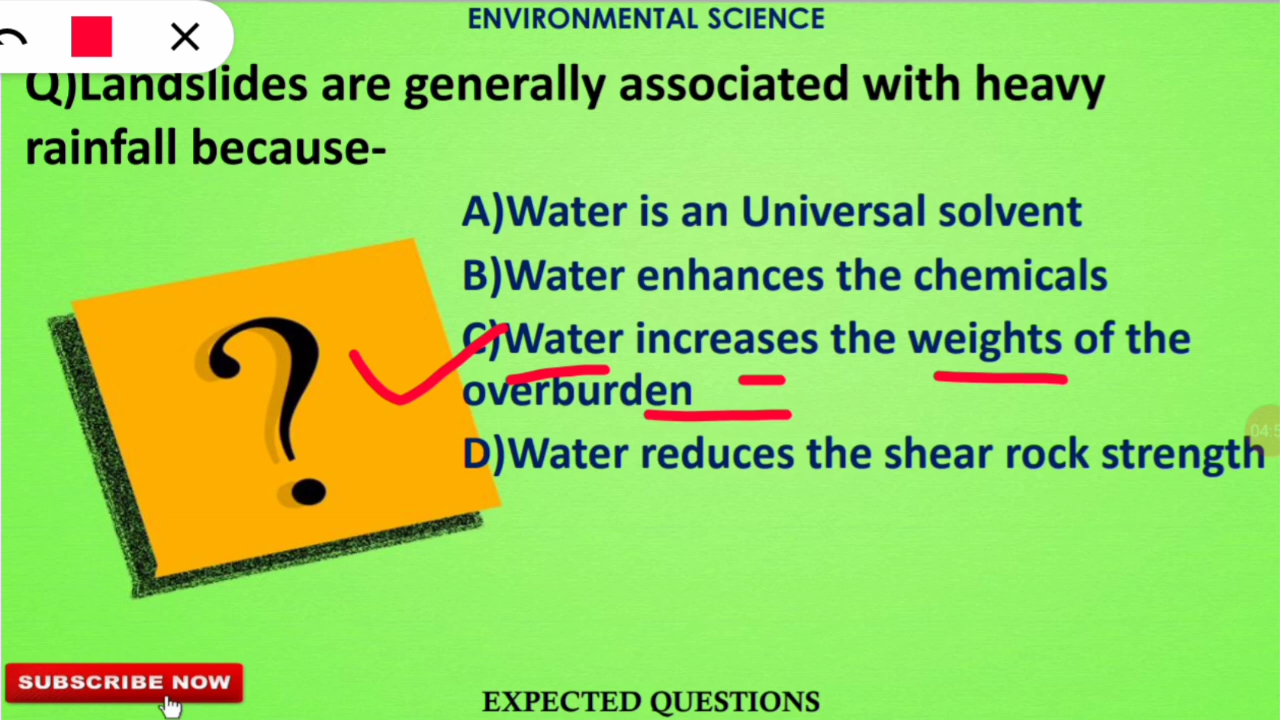 ENVIRONMENTAL SCIENCE
Q)Landslides are generally associated with heavy
rainfall because-
A)Water is an Universal solvent
B)Water enhances the chemicals
C)Water increases the weights of the
overburden
D)Water reduces the shear rock strength
SUBSCRIBE NOW
EXPECTED QUESTIONS